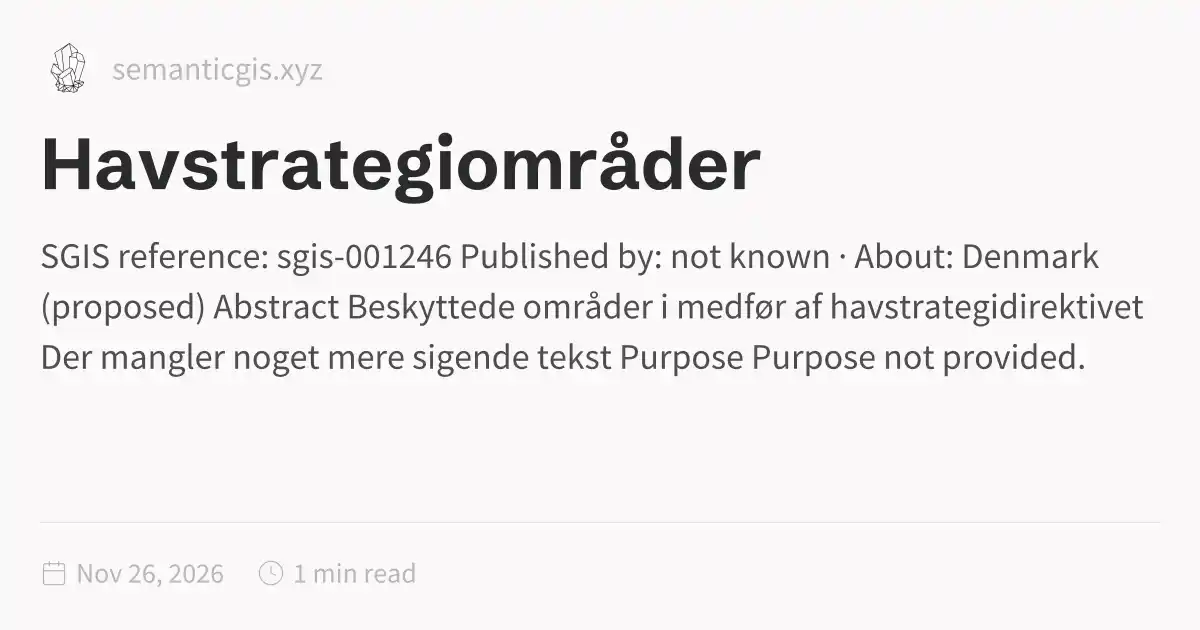 semanticgis.xyz
Havstrategiområder
SGIS reference: sgis-001246 Published by: not known · About: Denmark
(proposed) Abstract Beskyttede områder i medfør af havstrategidirektivet
Der mangler noget mere sigende tekst Purpose Purpose not provided.
Nov 26, 2026 1 min read